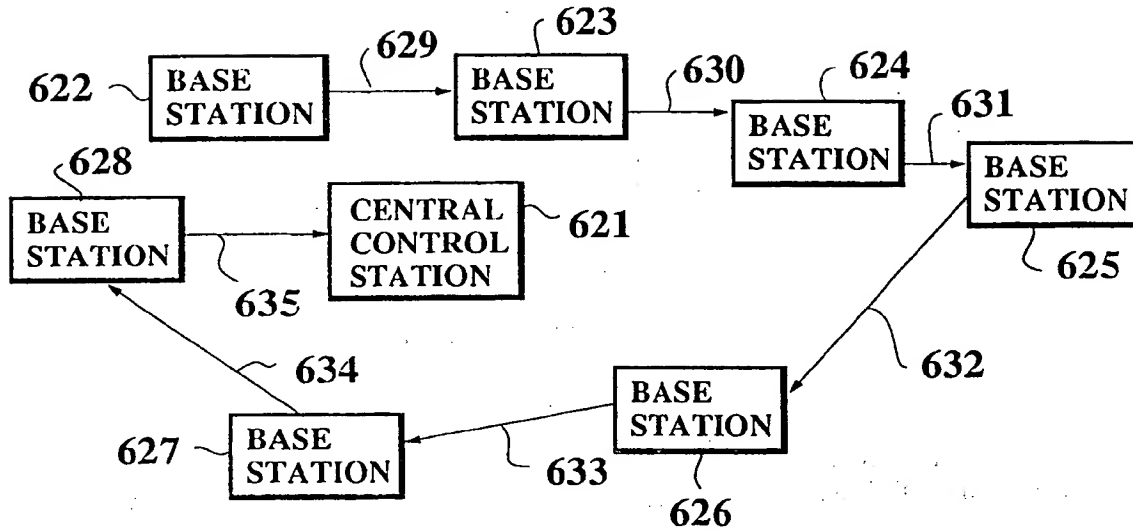 623
629
BASE
STATION
622
BASE
STATION
630
624
BASE
STATION
631
BASE
STATION
625
628
BASE
STATION
CENTRAL
CONTROL
STATION
621
635
632
634
BASE
STATION
626
633
627
BASE
STATION